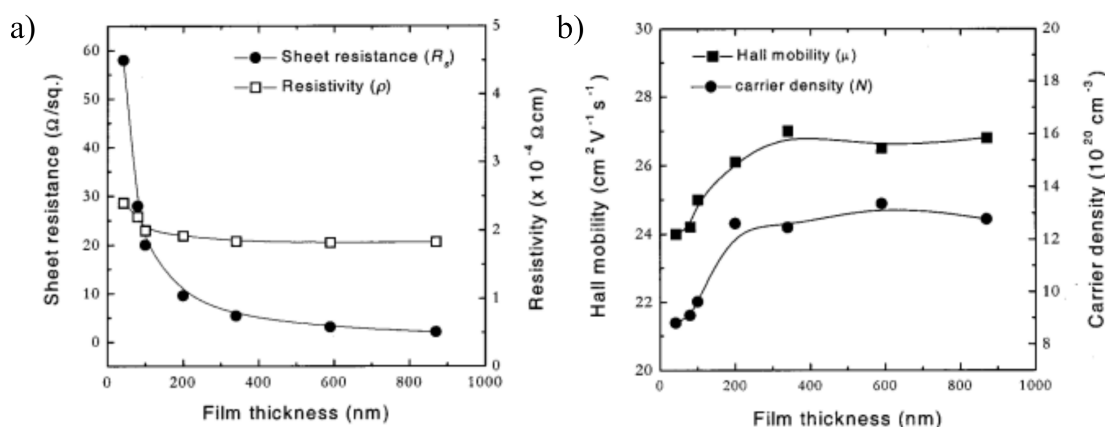 a)
Sheet resistance (Ω/sq.)
60
50
40
30
20
10
0
Sheet resistance (Rs)
Resistivity (ρ)
5
4
3
2
1
0
Resistivity (x 10⁻⁴ Ωcm)
0 200 400 600 800 1000
Film thickness (nm)
b)
Hall mobility (cm² V⁻¹ s⁻¹)
30
28
26
24
22
20
Hall mobility (μ)
carrier density (N)
20
18
16
14
12
10
8
Carrier density (10²⁰ cm⁻³)
0 200 400 600 800 1000
Film thickness (nm)